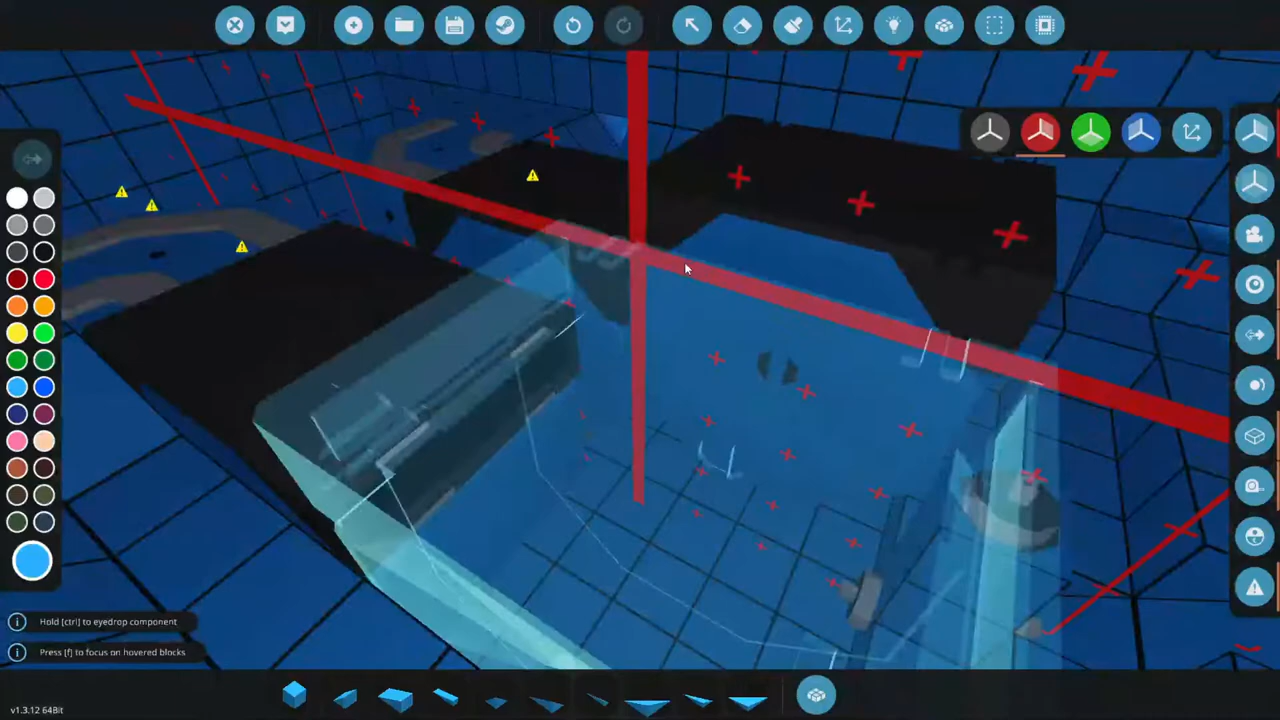 Hold [ctrl] to eyedrop component
Press [f] to focus on hovered blocks
v1.3.12 64Bit